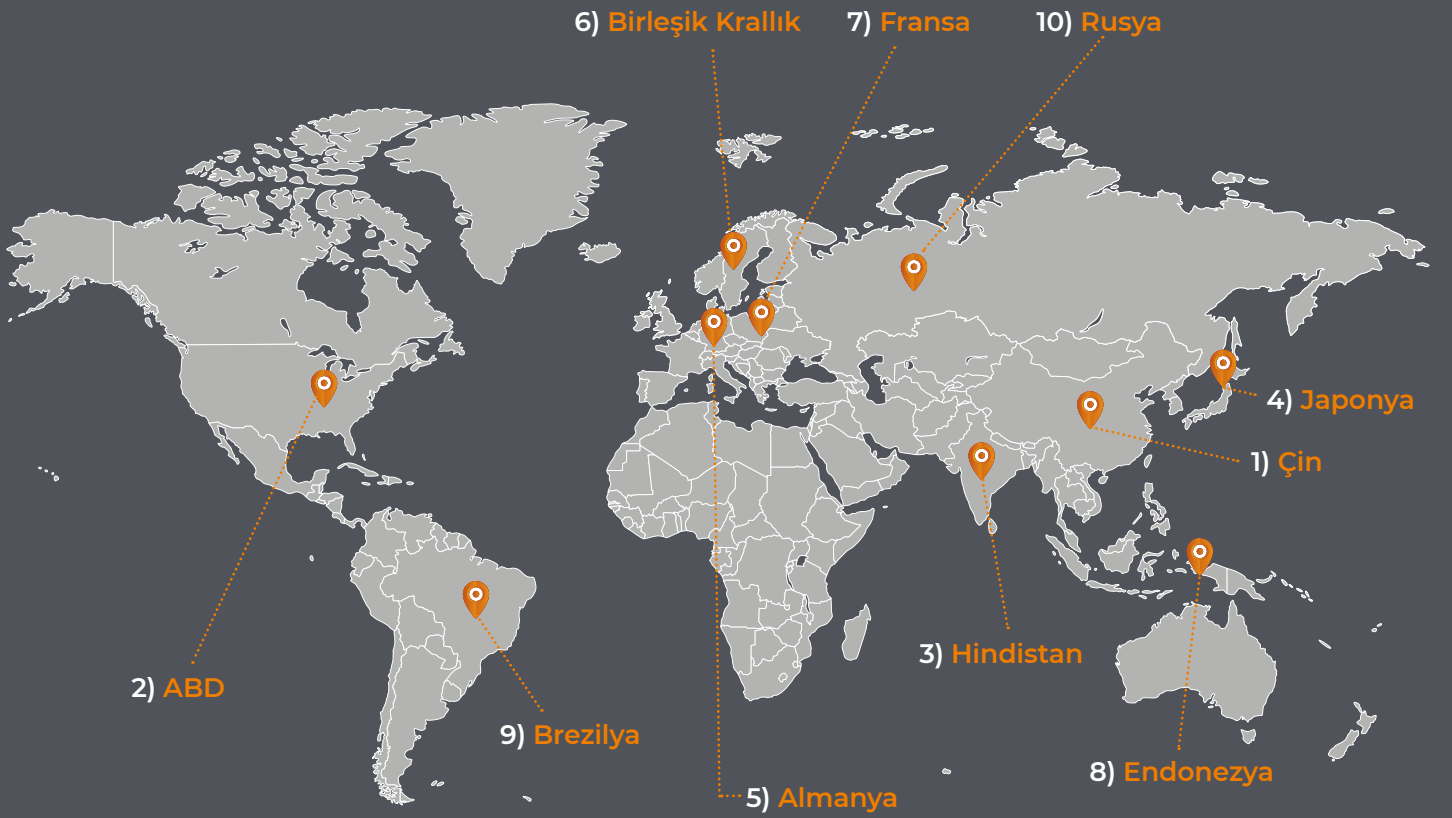 6) Birleşik Krallık
7) Fransa
10) Rusya
4) Japonya
1) Çin
3) Hindistan
2) ABD
9) Brezilya
8) Endonezya
5) Almanya